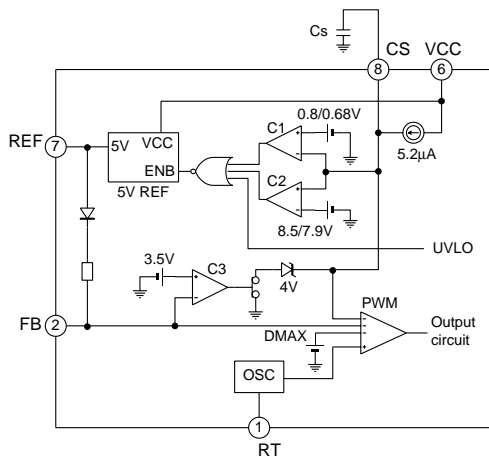 Cs
CS
VCC
8
6
REF
7
5V
VCC
ENB
5V REF
C1
0.8/0.68V
5.2µA
C2
8.5/7.9V
UVLO
3.5V
C3
4V
FB
2
PWM
DMAX
Output
circuit
OSC
1
RT